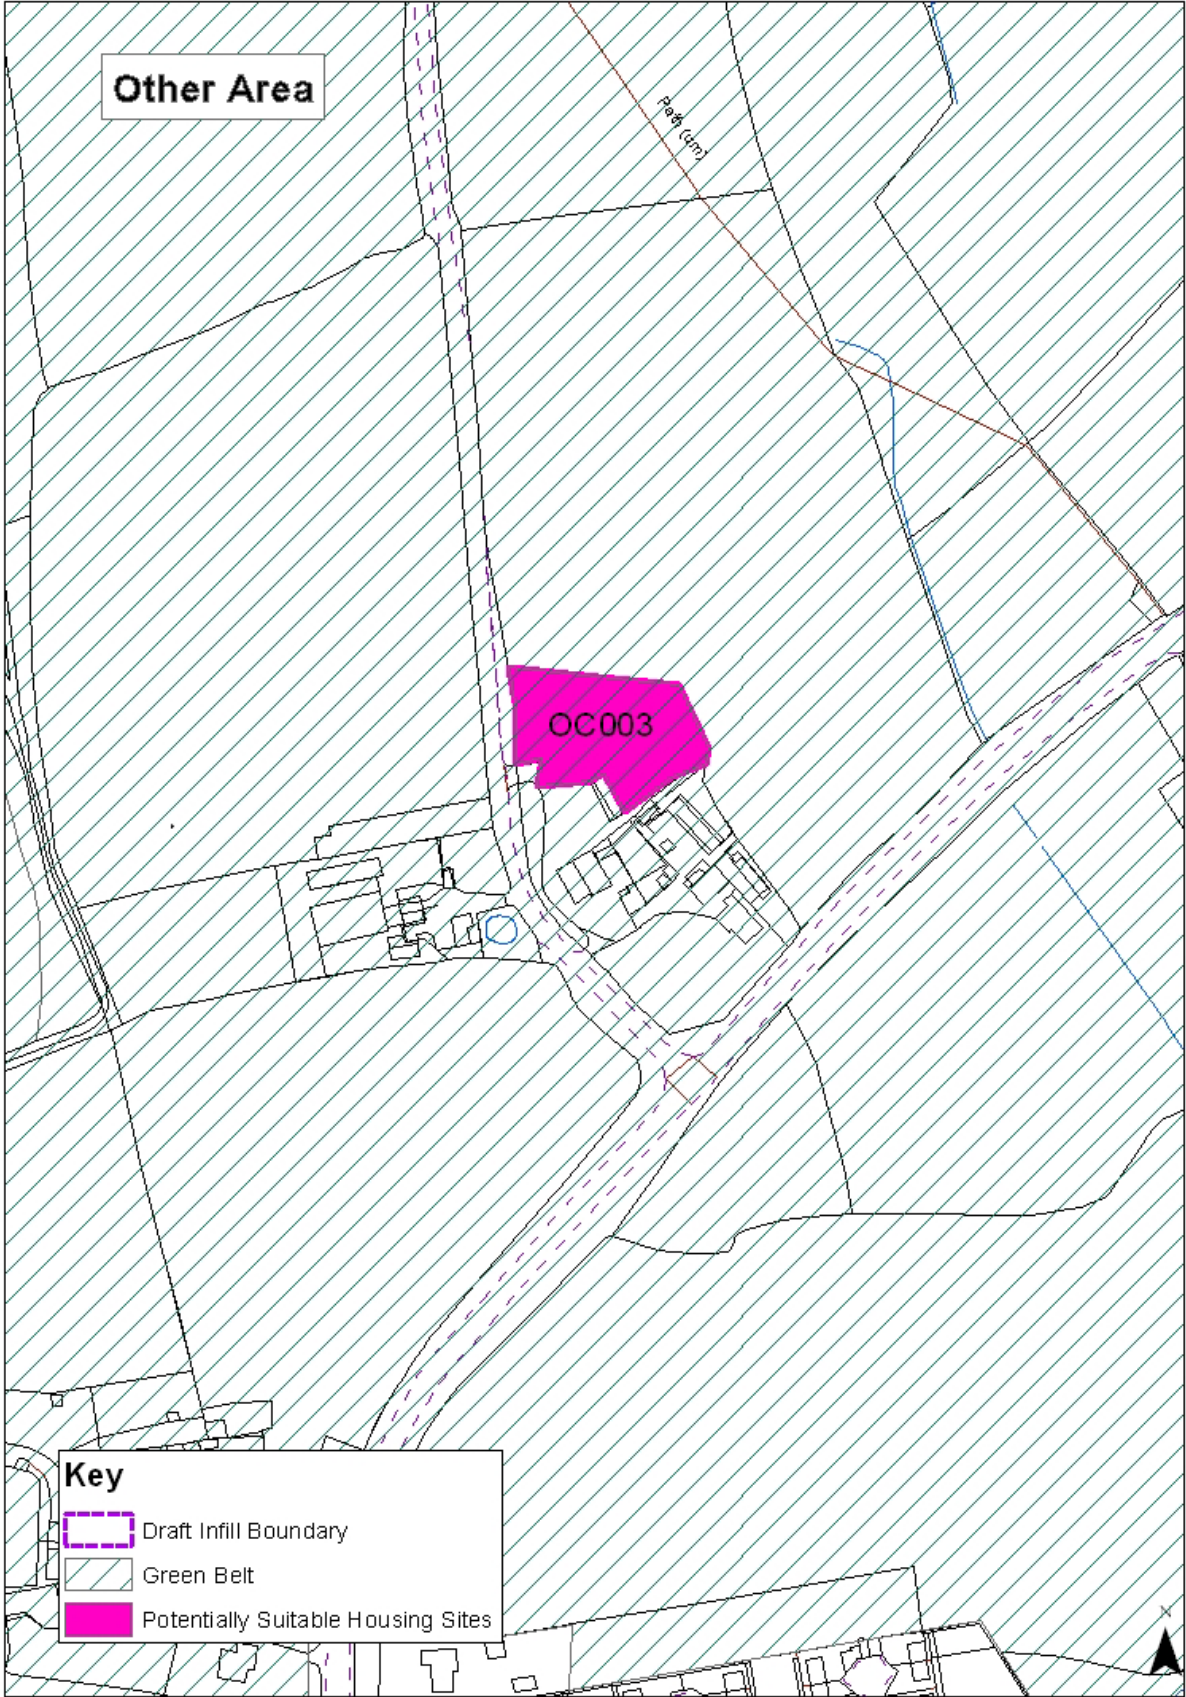 Other Area
Path (um)
OC003
Key
Draft Infill Boundary
Green Belt
Potentially Suitable Housing Sites
N